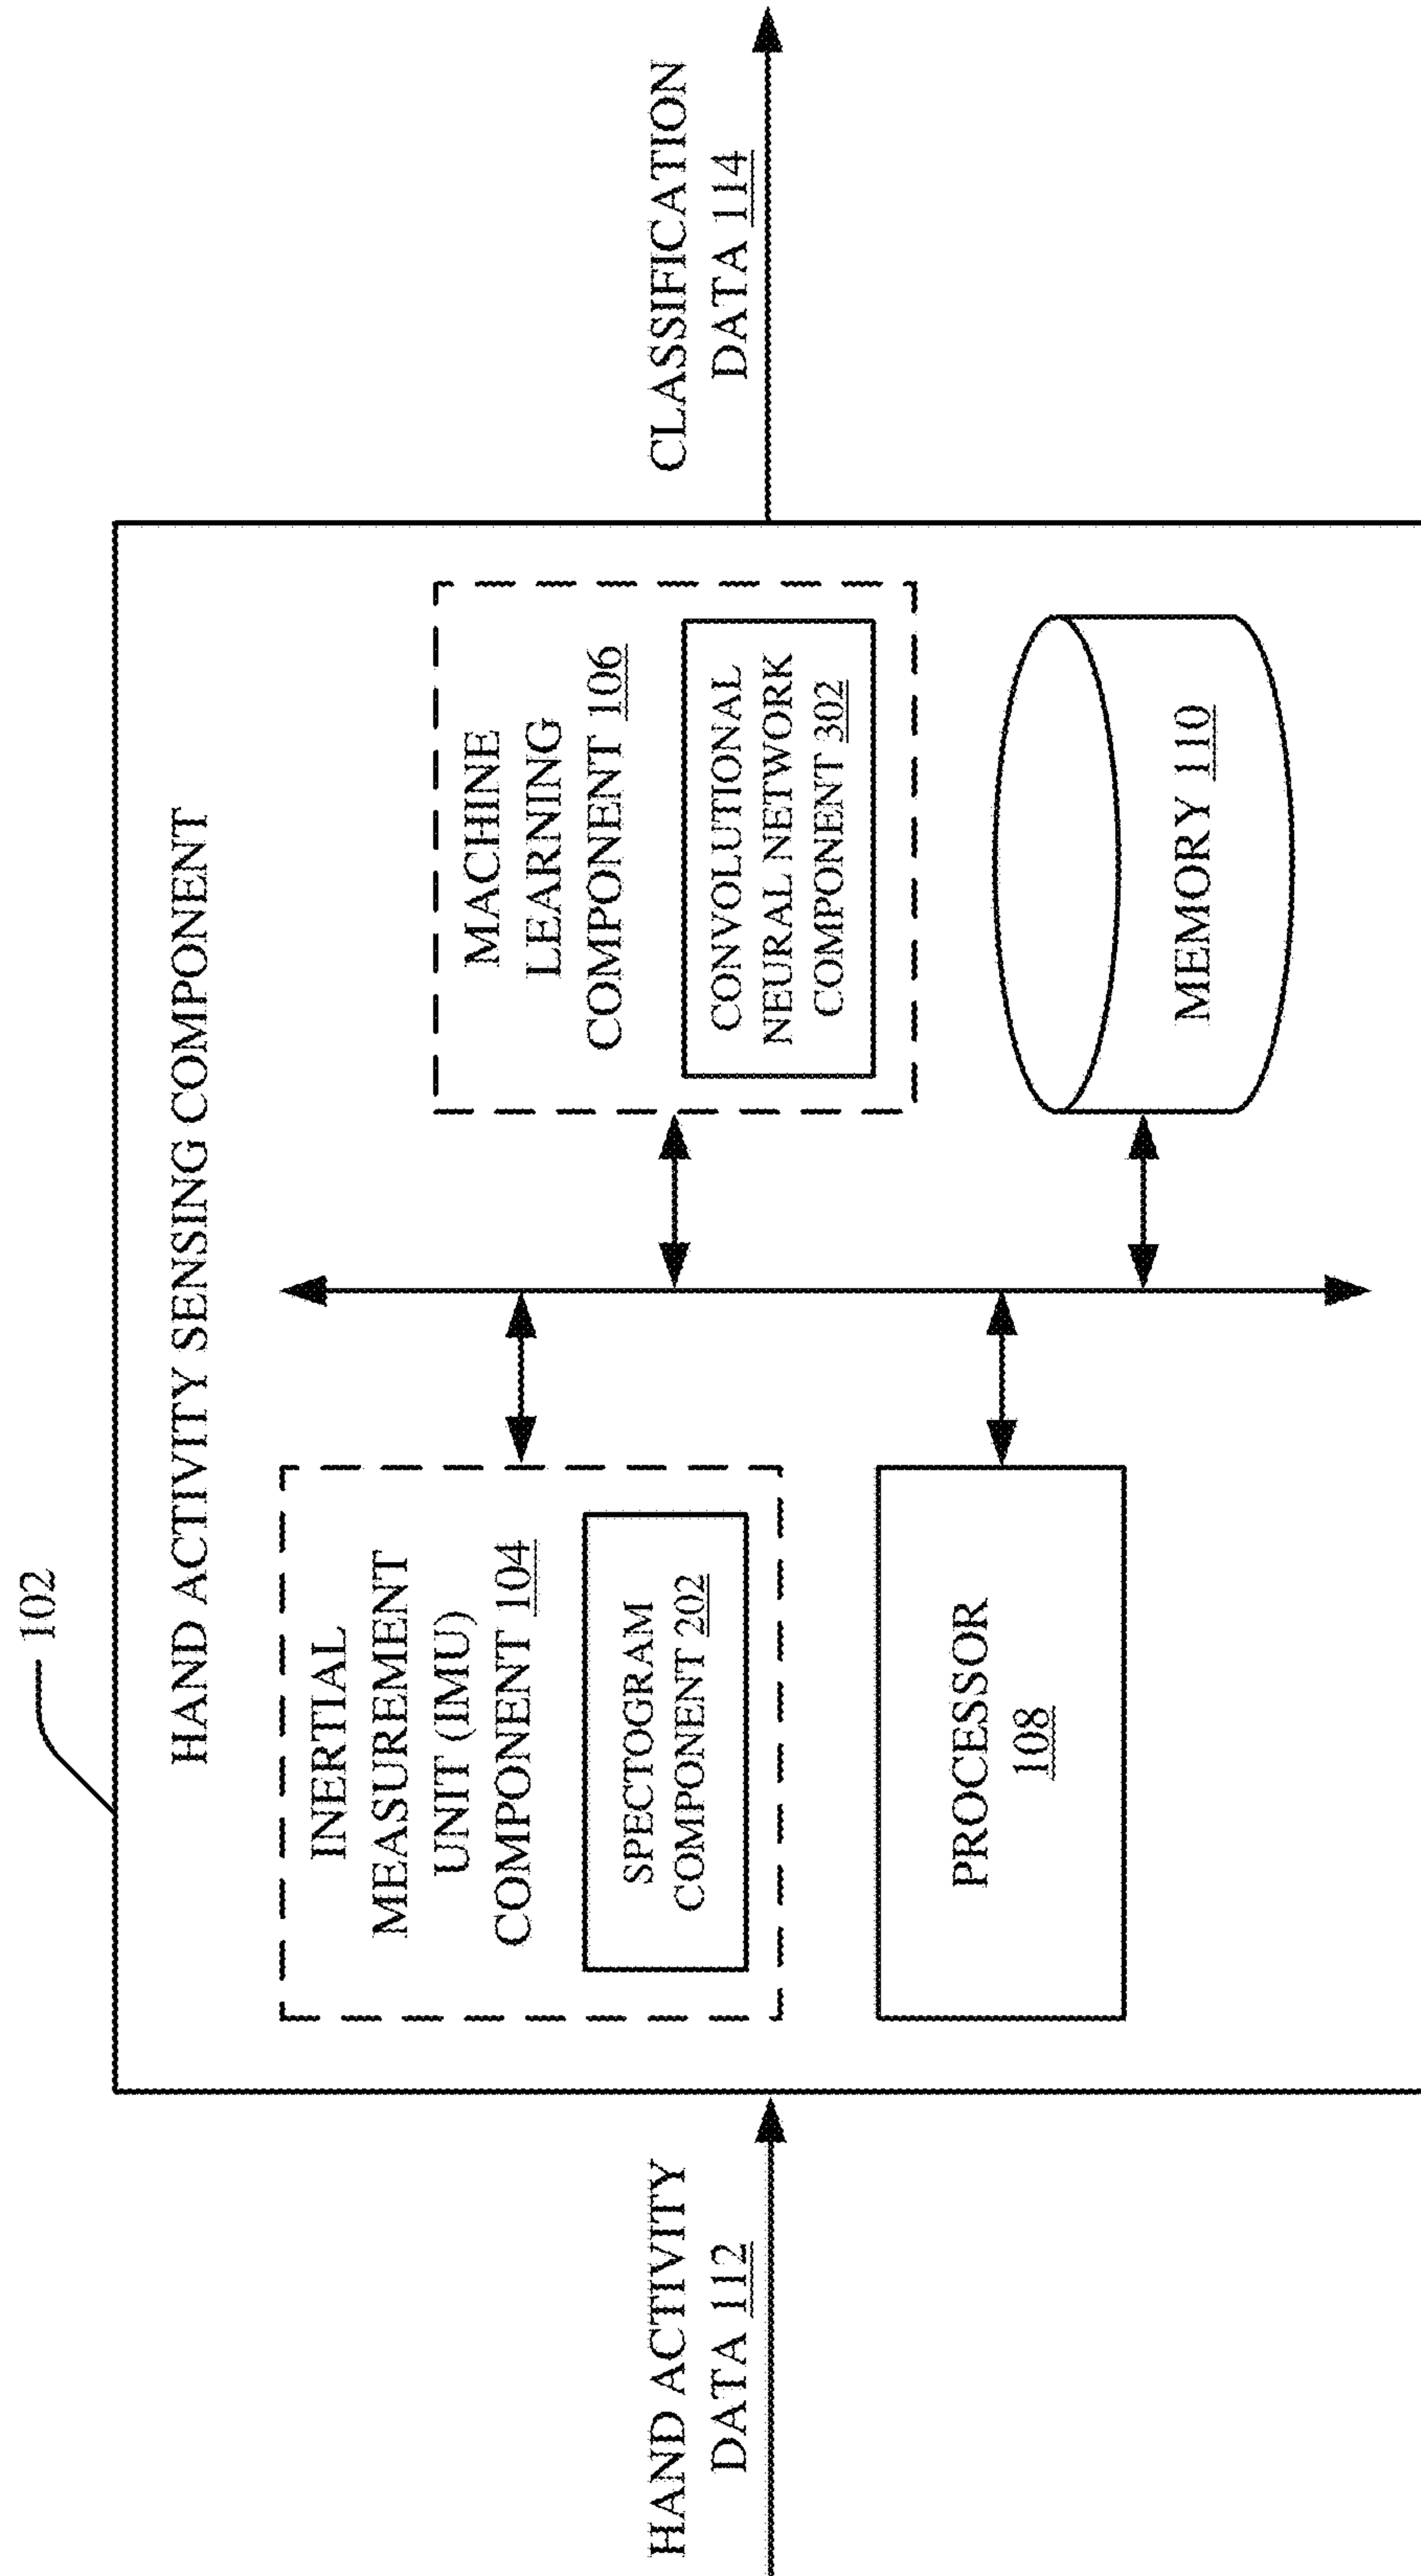 102
HAND ACTIVITY SENSING COMPONENT
HAND ACTIVITY
DATA 112
INERTIAL
MEASUREMENT
UNIT (IMU)
COMPONENT 104
SPECTOGRAM
COMPONENT 202
PROCESSOR
108
MACHINE
LEARNING
COMPONENT 106
CONVOLUTIONAL
NEURAL NETWORK
COMPONENT 302
MEMORY 110
CLASSIFICATION
DATA 114